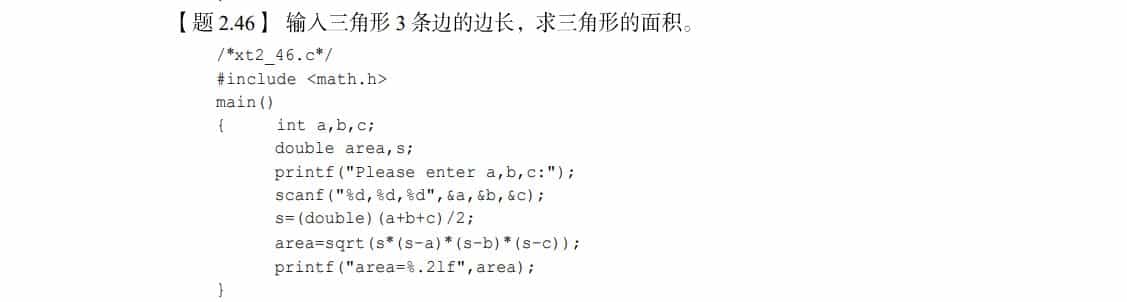 【题 2.46】 输入三角形 3 条边的边长，求三角形的面积。
/*xt2_46.c*/
#include <math.h>
main()
{     int a,b,c;
double area,s;
printf("Please enter a,b,c:");
scanf("%d,%d,%d",&a,&b,&c);
s=(double)(a+b+c)/2;
area=sqrt(s*(s-a)*(s-b)*(s-c));
printf("area=%.2lf",area);
}